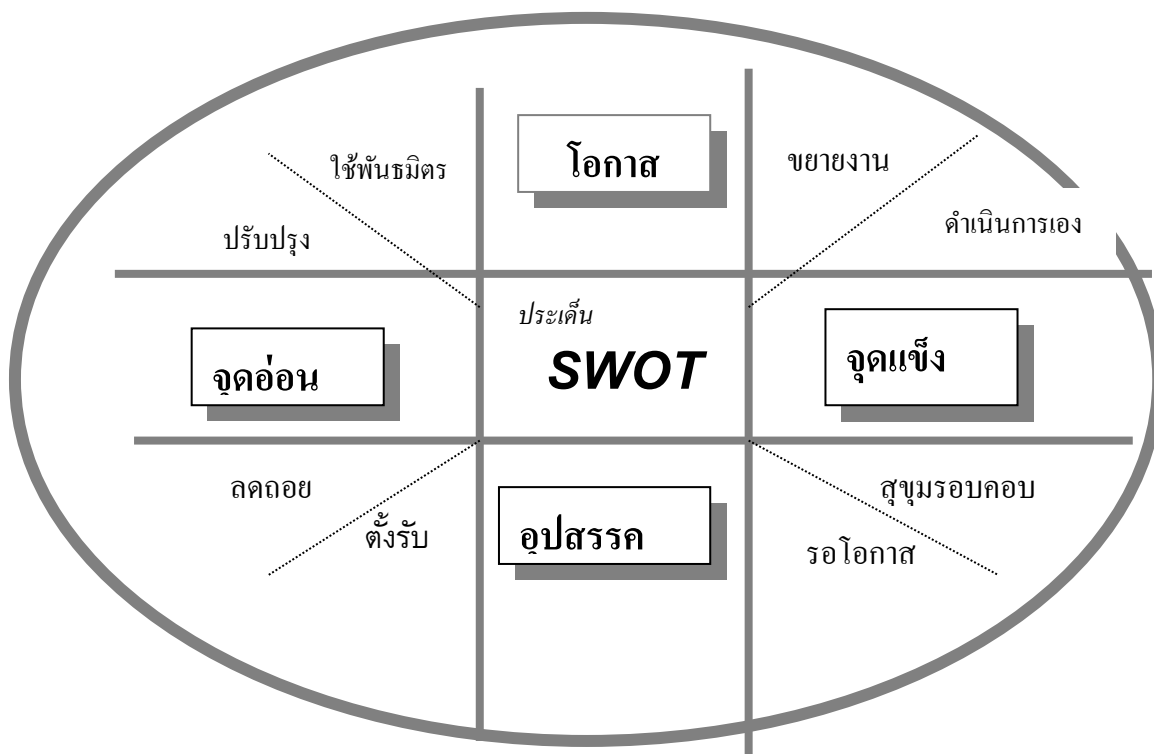 โอกาส
ใช้พันธมิตร
ขยายงาน
ปรับปรุง
ดำเนินการเอง
ประเด็น
SWOT
จุดอ่อน
จุดแข็ง
ลดถอย
ตั้งรับ
อุปสรรค
สุขุมรอบคอบ
รอโอกาส